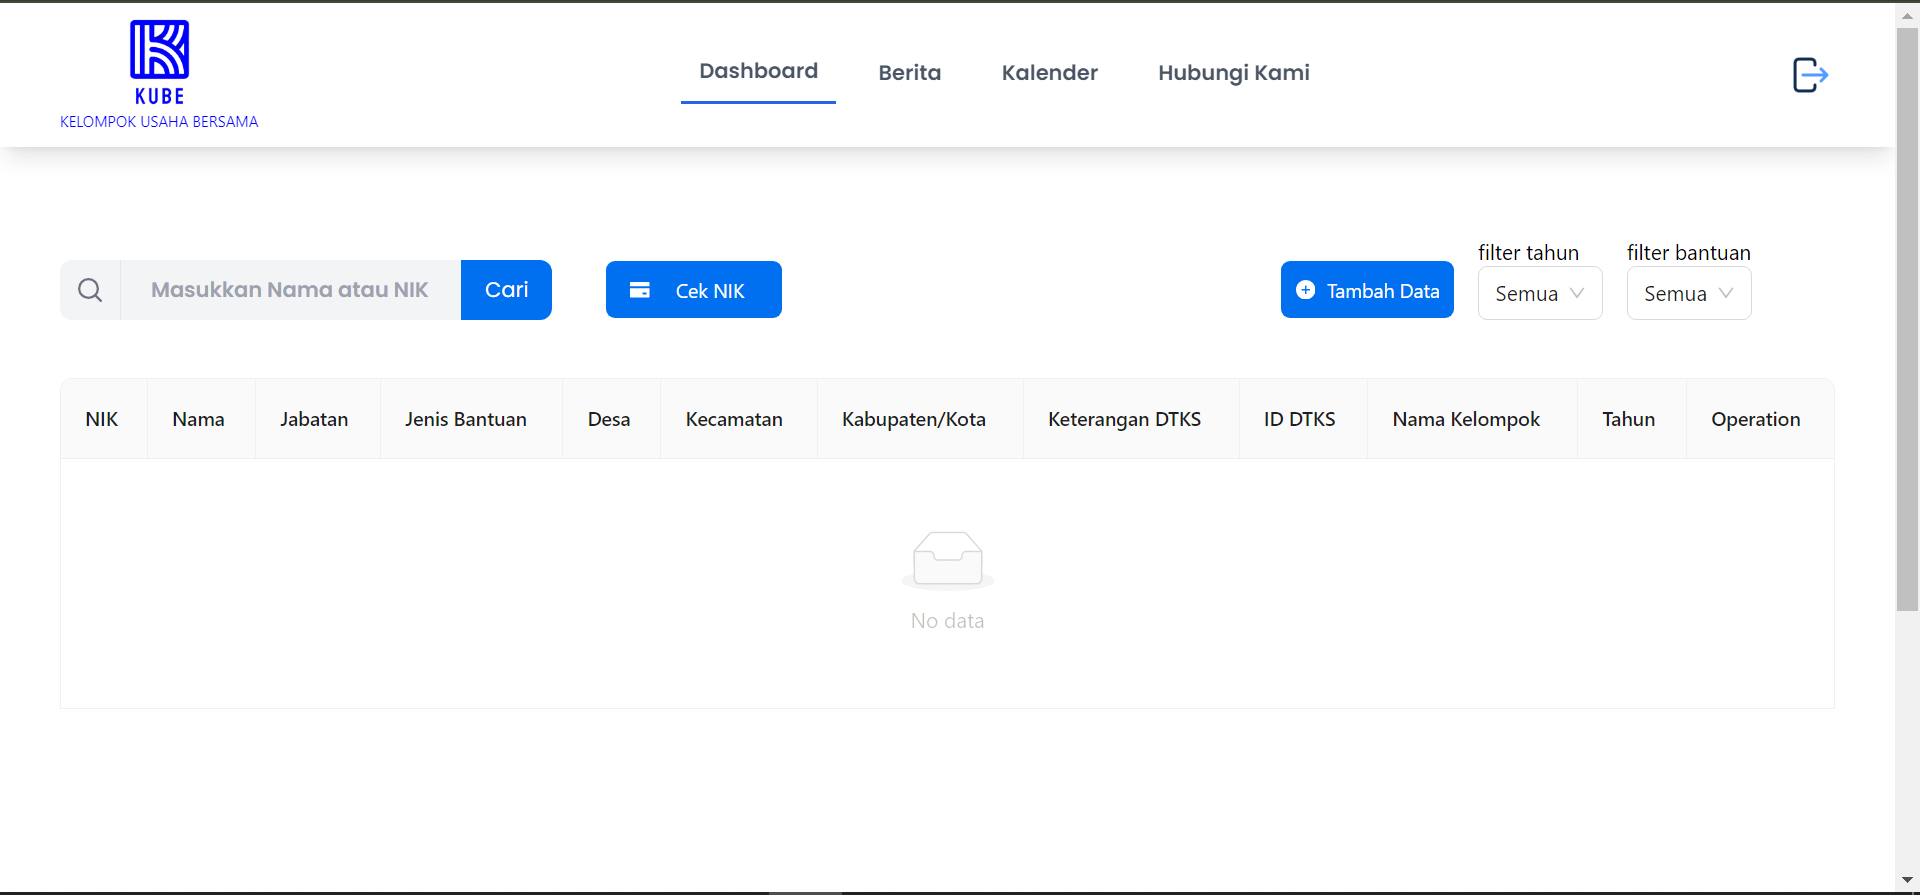 KUBE
KELOMPOK USAHA BERSAMA
Dashboard
Berita
Kalender
Hubungi Kami
Masukkan Nama atau NIK
Cari
Cek NIK
Tambah Data
filter tahun
Semua
filter bantuan
Semua
NIK
Nama
Jabatan
Jenis Bantuan
Desa
Kecamatan
Kabupaten/Kota
Keterangan DTKS
ID DTKS
Nama Kelompok
Tahun
Operation
No data